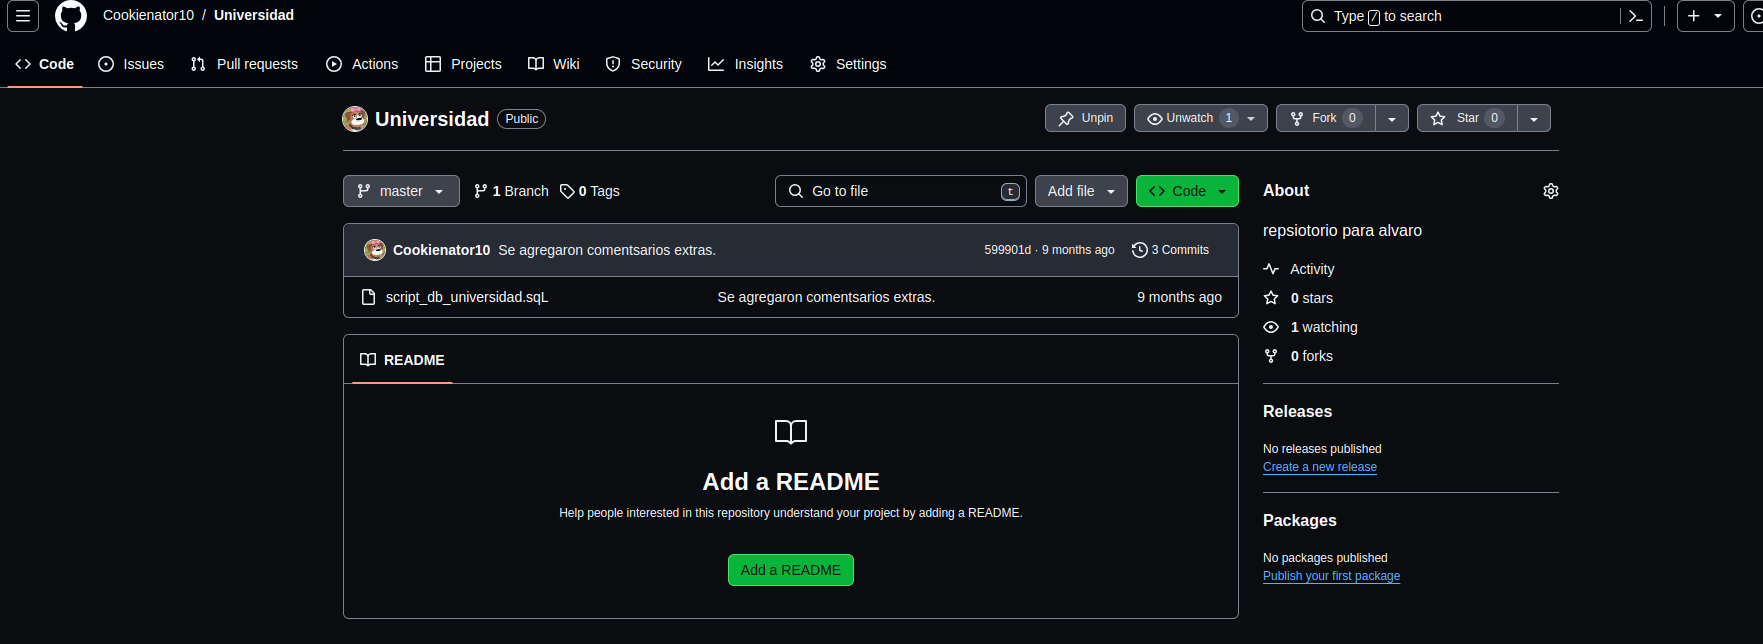 Cookienator10 / Universidad
Type / to search
Code Issues Pull requests Actions Projects Wiki Security Insights Settings
Universidad Public
Unpin Unwatch 1 Fork 0 Star 0
master 1 Branch 0 Tags
Go to file t Add file Code
Cookienator10 Se agregaron comentsarios extras. 599901d · 9 months ago 3 Commits
script_db_universidad.sqL Se agregaron comentsarios extras. 9 months ago
README
Add a README
Help people interested in this repository understand your project by adding a README.
Add a README
About
repsiotorio para alvaro
Activity
0 stars
1 watching
0 forks
Releases
No releases published
Create a new release
Packages
No packages published
Publish your first package